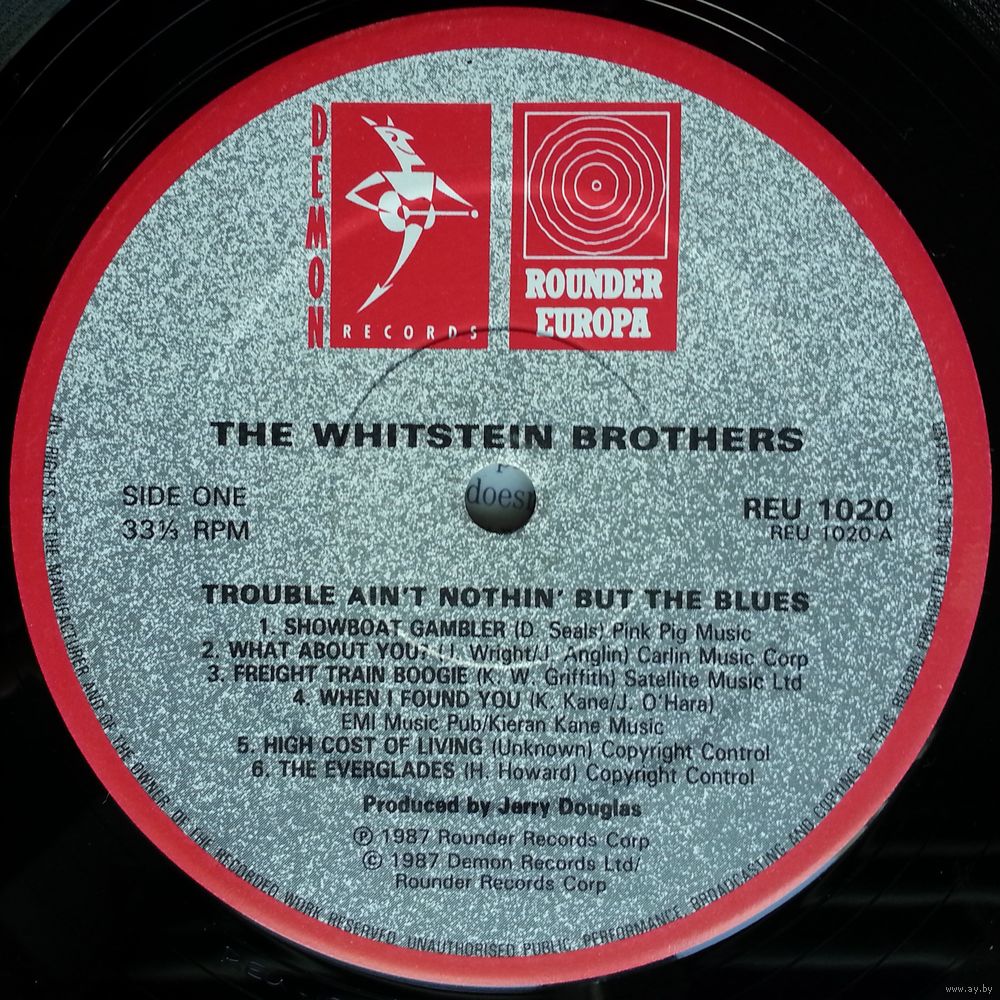 DEMON
RECORDS
ROUNDER
EUROPA
THE WHITSTEIN BROTHERS
SIDE ONE
33⅓ RPM
does
REU 1020
REU 1020-A
TROUBLE AIN'T NOTHIN' BUT THE BLUES
1. SHOWBOAT GAMBLER (D. Seals) Pink Pig Music
2. WHAT ABOUT YOU? (J. Wright/J. Anglin) Carlin Music Corp
3. FREIGHT TRAIN BOOGIE (K. W. Griffith) Satellite Music Ltd
4. WHEN I FOUND YOU (K. Kane/J. O'Hara)
EMI Music Pub/Kieran Kane Music
5. HIGH COST OF LIVING (Unknown) Copyright Control
6. THE EVERGLADES (H. Howard) Copyright Control
Produced by Jerry Douglas
℗ 1987 Rounder Records Corp
© 1987 Demon Records Ltd/
Rounder Records Corp
ALL RIGHTS OF THE MANUFACTURER AND OF THE OWNER OF THE RECORDED WORK RESERVED. UNAUTHORISED PUBLIC PERFORMANCE, BROADCASTING AND COPYING OF THIS RECORD PROHIBITED. MADE IN ENGLAND
www.ay.by